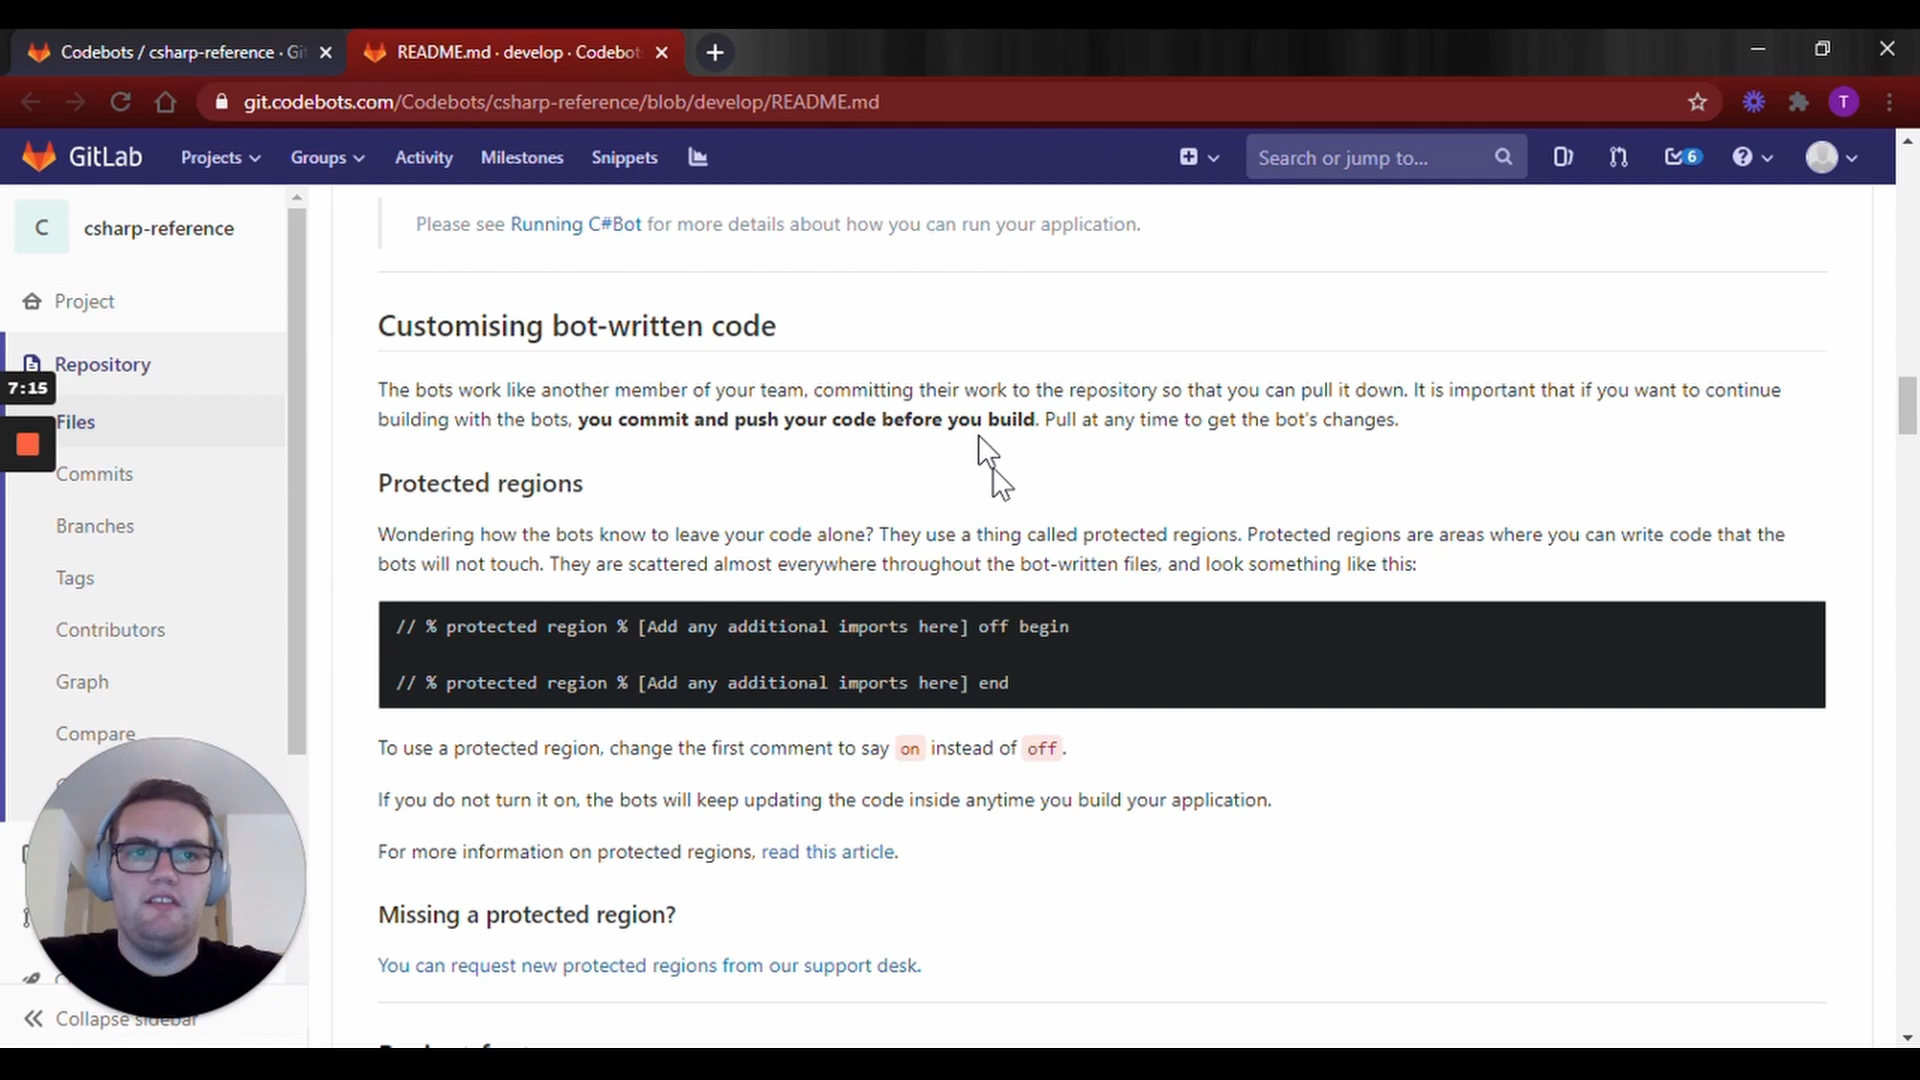 Codebots / csharp-reference · Gi
README.md · develop · Codebot
git.codebots.com/Codebots/csharp-reference/blob/develop/README.md
T
GitLab
Projects
Groups
Activity
Milestones
Snippets
Search or jump to...
6
C
csharp-reference
Project
Repository
7:15
Files
Commits
Branches
Tags
Contributors
Graph
Compare
Collapse sidebar
Please see Running C#Bot for more details about how you can run your application.
Customising bot-written code
The bots work like another member of your team, committing their work to the repository so that you can pull it down. It is important that if you want to continue
building with the bots, you commit and push your code before you build. Pull at any time to get the bot's changes.
Protected regions
Wondering how the bots know to leave your code alone? They use a thing called protected regions. Protected regions are areas where you can write code that the
bots will not touch. They are scattered almost everywhere throughout the bot-written files, and look something like this:
// % protected region % [Add any additional imports here] off begin
// % protected region % [Add any additional imports here] end
To use a protected region, change the first comment to say on instead of off.
If you do not turn it on, the bots will keep updating the code inside anytime you build your application.
For more information on protected regions, read this article.
Missing a protected region?
You can request new protected regions from our support desk.